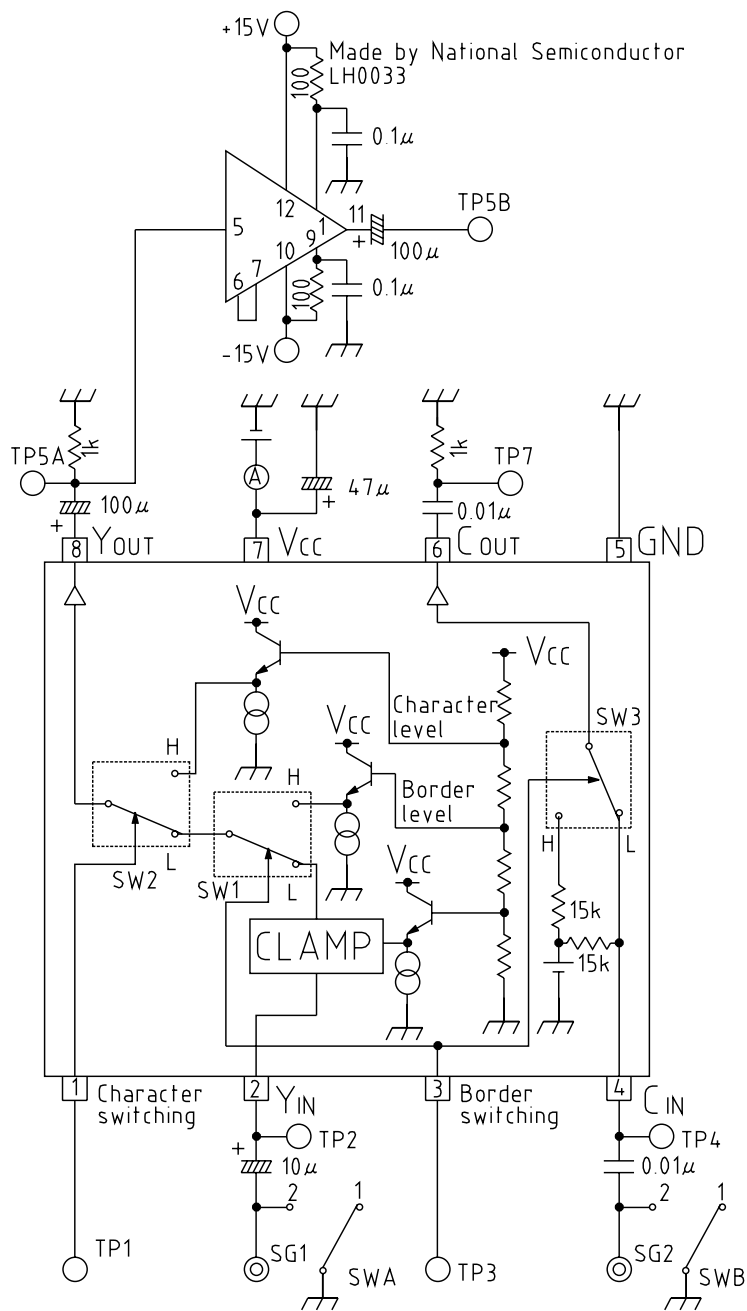 +15V
Made by National Semiconductor
LH0033
100
0.1µ
TP5B
12
1
11
5
+
100µ
10
9
6
7
100
0.1µ
-15V
TP5A
1k
1k
TP7
A
100µ
+
47µ
+
0.01µ
8
YOUT
7
VCC
6
COUT
5
GND
VCC
VCC
Character
level
SW3
VCC
H
H
Border
level
H
L
SW2
L
SW1
L
VCC
15k
CLAMP
15k
1
Character
switching
2
YIN
3
Border
switching
4
CIN
TP2
TP4
+
10µ
0.01µ
2
1
2
1
TP1
SG1
SWA
TP3
SG2
SWB